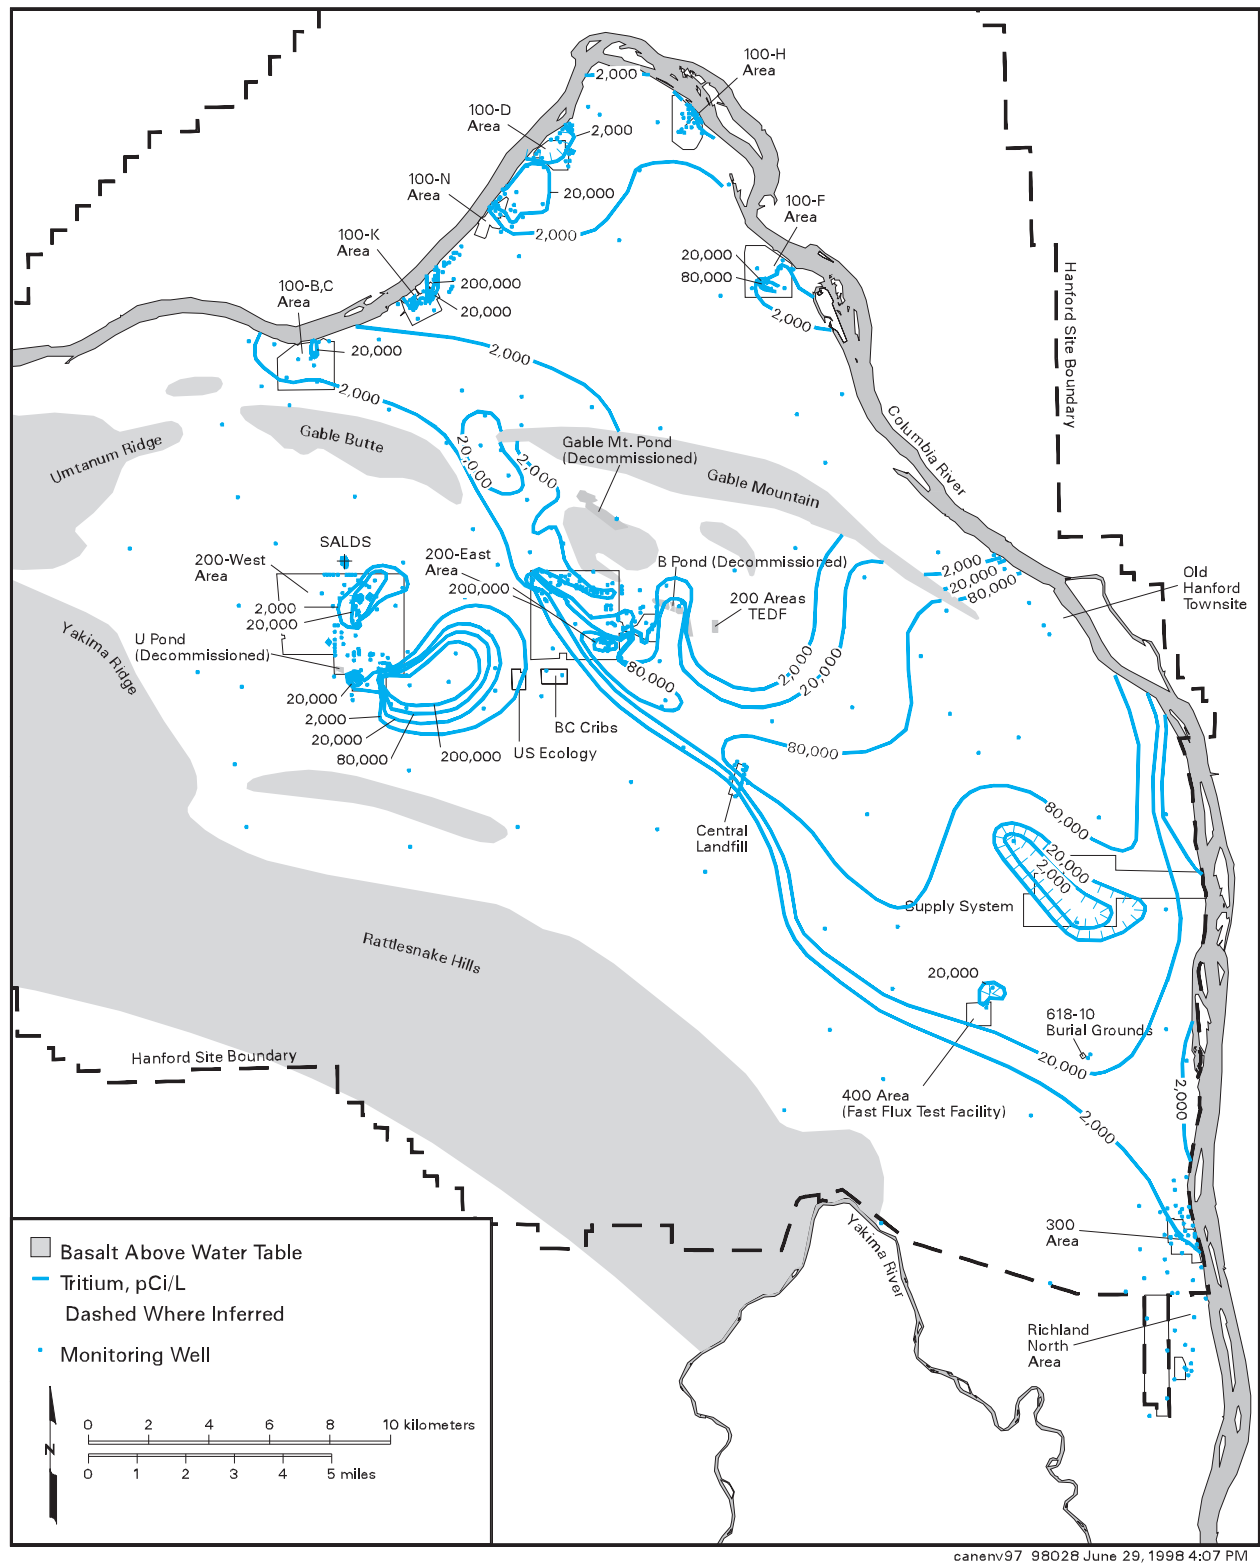 100-H
Area
2,000
100-D
Area
2,000
100-N
Area
20,000
2,000
100-F
Area
100-K
Area
20,000
80,000
200,000
20,000
2,000
100-B,C
Area
20,000
2,000
2,000
Hanford Site Boundary
Columbia River
Umtanum Ridge
Gable Butte
20,000
2,000
Gable Mt. Pond
(Decommissioned)
Gable Mountain
SALDS
200-West
Area
200-East
Area
200,000
B Pond (Decommissioned)
200 Areas
TEDF
2,000
20,000
80,000
Old
Hanford
Townsite
2,000
20,000
U Pond
(Decommissioned)
Yakima Ridge
20,000
2,000
20,000
80,000
200,000
US Ecology
BC Cribs
80,000
2,000
20,000
80,000
Central
Landfill
80,000
20,000
2,000
Supply System
Rattlesnake Hills
20,000
618-10
Burial Grounds
20,000
400 Area
(Fast Flux Test Facility)
2,000
2,000
Hanford Site Boundary
300
Area
Yakima River
Richland
North
Area
Basalt Above Water Table
Tritium, pCi/L
Dashed Where Inferred
Monitoring Well
N
0 2 4 6 8 10 kilometers
0 1 2 3 4 5 miles
canenv97 98028 June 29, 1998 4:07 PM